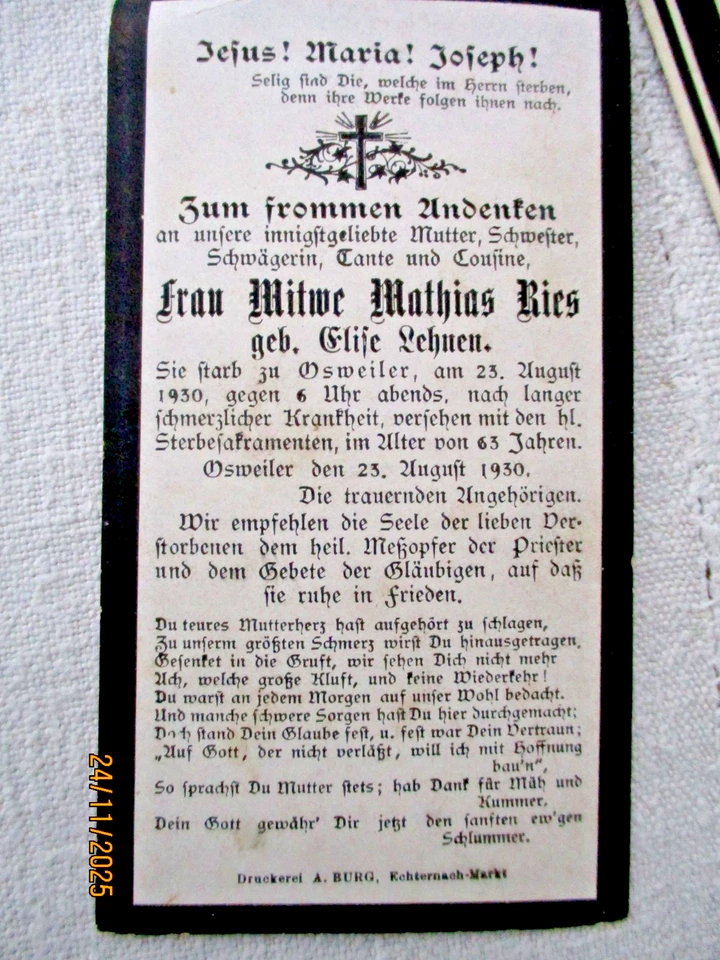 Jesus! Maria! Joseph!
Selig sind Die, welche im Herrn sterben,
denn ihre Werke folgen ihnen nach.
Zum frommen Andenken
an unsere innigstgeliebte Mutter, Schwester,
Schwägerin, Tante und Cousine,
Frau Witwe Mathias Ries
geb. Elise Lehnen.
Sie starb zu Osweiler, am 23. August
1930, gegen 6 Uhr abends, nach langer
schmerzlicher Krankheit, versehen mit den hl.
Sterbesakramenten, im Alter von 63 Jahren.
Osweiler den 23. August 1930.
Die trauernden Angehörigen.
Wir empfehlen die Seele der lieben Ver-
storbenen dem heil. Meßopfer der Priester
und dem Gebete der Gläubigen, auf daß
sie ruhe in Frieden.
Du teures Mutterherz hast aufgehört zu schlagen,
Zu unserm größten Schmerz wirst Du hinausgetragen,
Gesenket in die Gruft, wir sehen Dich nicht mehr
Ach, welche große Kluft, und keine Wiederkehr!
Du warst an jedem Morgen auf unser Wohl bedacht.
Und manche schwere Sorgen hast Du hier durchgemacht;
Doch stand Dein Glaube fest, u. fest war Dein Vertraun;
„Auf Gott, der nicht verläßt, will ich mit Hoffnung
bau'n",
So sprachst Du Mutter stets; hab Dank für Müh und
Kummer,
Dein Gott gewähr' Dir jetzt den sanften ew'gen
Schlummer.
Druckerei A. BURG, Echternach-Markt
24/11/2025